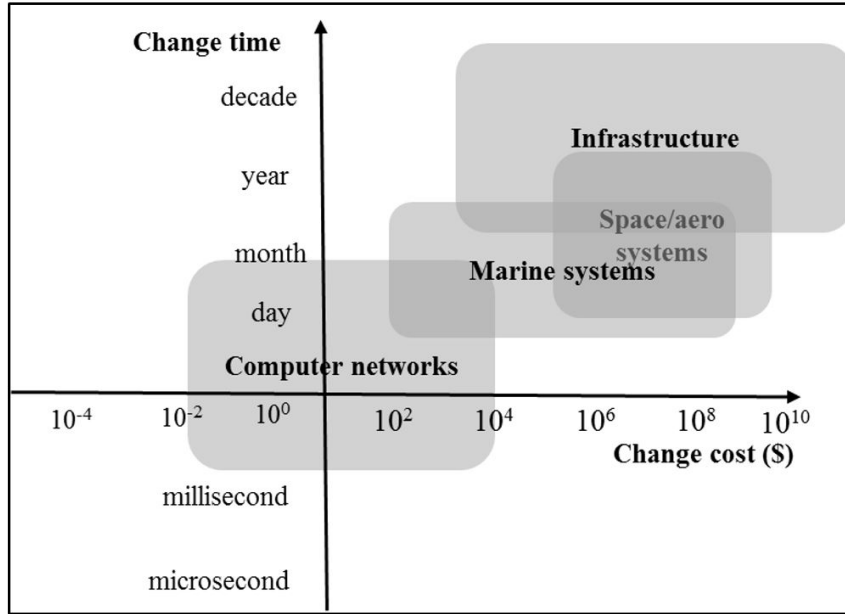 Change time
decade
Infrastructure
year
Space/aero
systems
month
Marine systems
day
Computer networks
10⁻⁴ 10⁻² 10⁰ 10² 10⁴ 10⁶ 10⁸ 10¹⁰
Change cost ($)
millisecond
microsecond